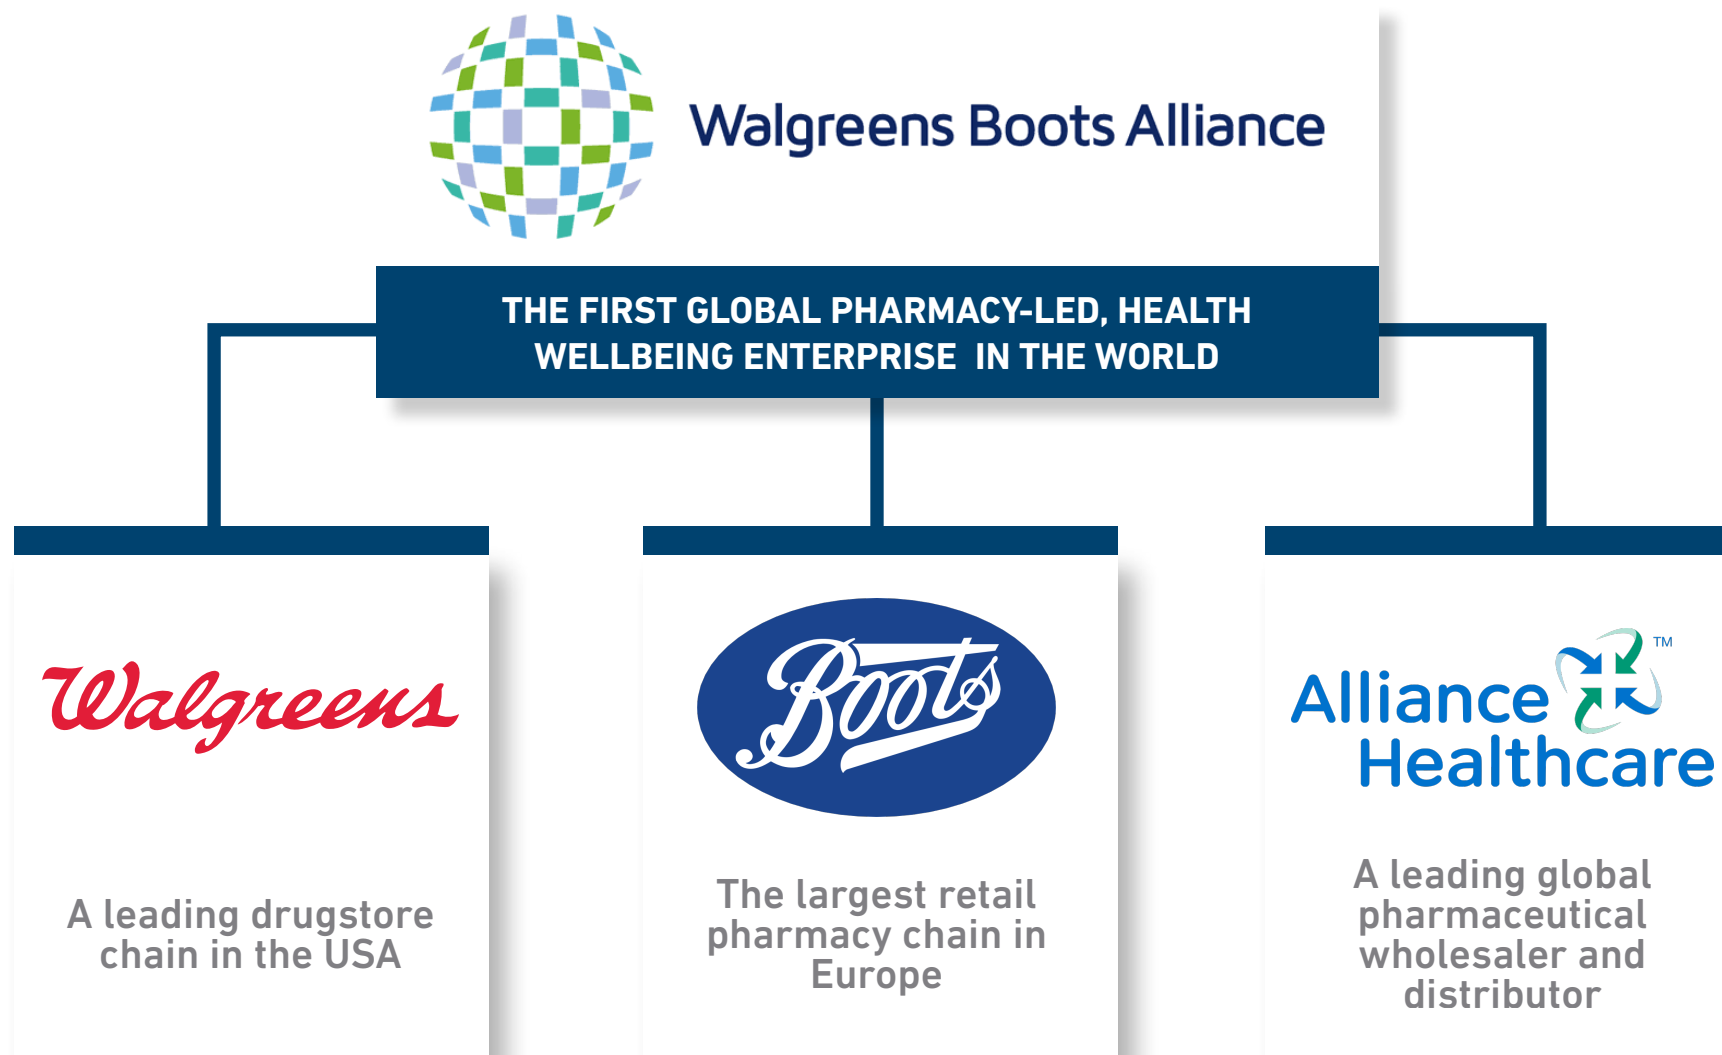 Walgreens Boots Alliance
THE FIRST GLOBAL PHARMACY-LED, HEALTH
WELLBEING ENTERPRISE IN THE WORLD
Walgreens
A leading drugstore
chain in the USA
Boots
The largest retail
pharmacy chain in
Europe
Alliance
TM
Healthcare
A leading global
pharmaceutical
wholesaler and
distributor